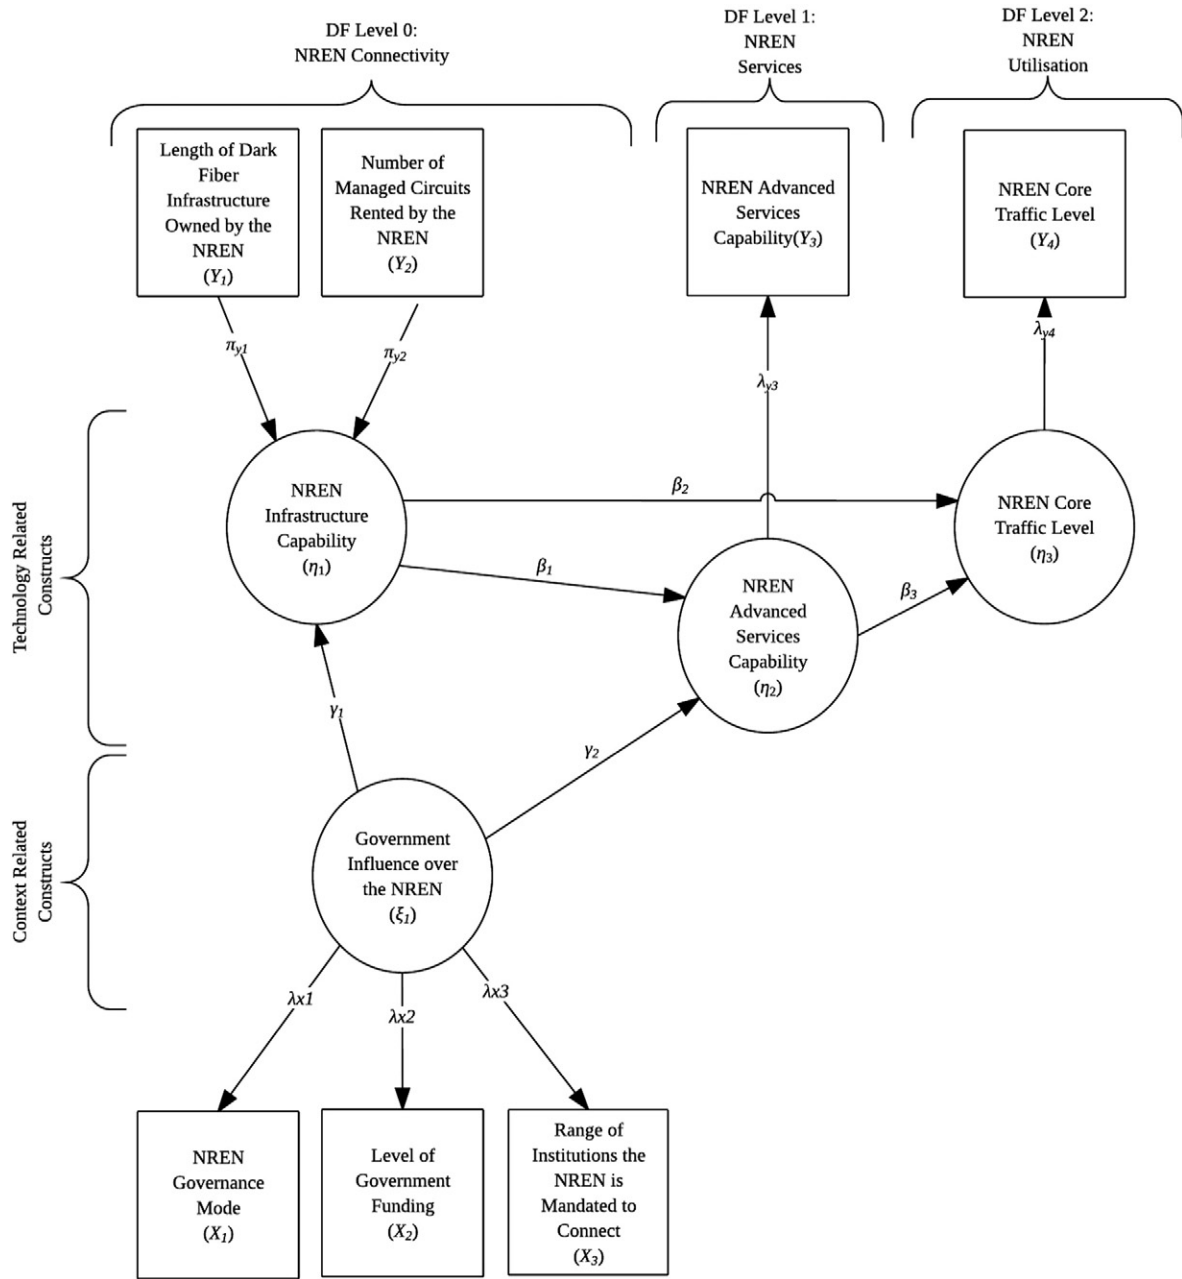 DF Level 0:
NREN Connectivity
DF Level 1:
NREN
Services
DF Level 2:
NREN
Utilisation
Length of Dark
Fiber
Infrastructure
Owned by the
NREN
(Y₁)
Number of
Managed Circuits
Rented by the
NREN
(Y₂)
NREN Advanced
Services
Capability(Y₃)
NREN Core
Traffic Level
(Y₄)
πy1
πy2
λy3
λy4
Technology Related
Constructs
NREN
Infrastructure
Capability
(η₁)
β₂
β₁
NREN
Advanced
Services
Capability
(η₂)
β₃
NREN Core
Traffic Level
(η₃)
γ₁
γ₂
Context Related
Constructs
Government
Influence over
the NREN
(ξ₁)
λx1
λx2
λx3
NREN
Governance
Mode
(X₁)
Level of
Government
Funding
(X₂)
Range of
Institutions the
NREN is
Mandated to
Connect
(X₃)